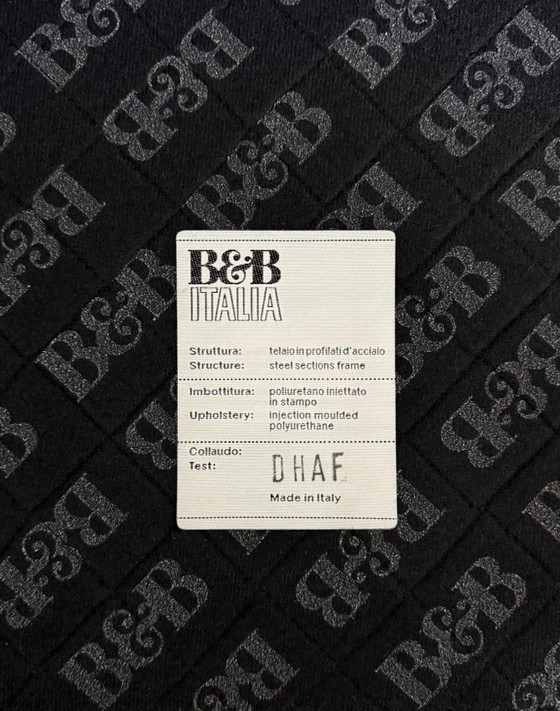 B&B
ITALIA
Struttura: telaio in profilati d'acciaio
Structure: steel sections frame
Imbottitura: poliuretano iniettato
in stampo
Upholstery: injection moulded
polyurethane
Collaudo:
Test: DHAF
Made in Italy
B&B
B&B
B&B
B&B
B&B
B&B
B&B
B&B
B&B
B&B
B&B
B&B